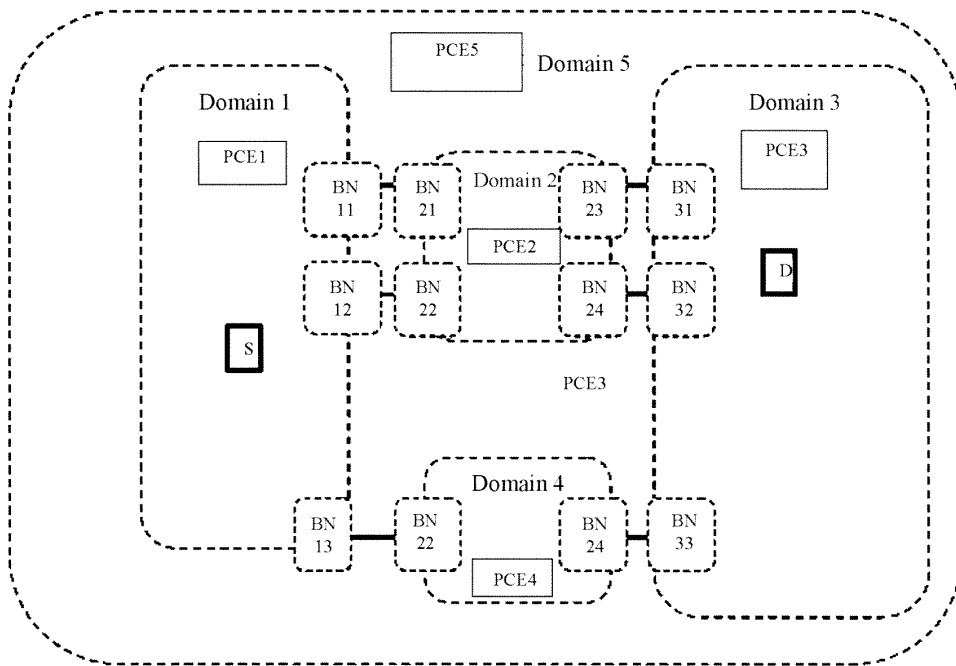 PCE5
Domain 5
Domain 1
Domain 3
PCE1
PCE3
Domain 2
BN
11
BN
21
BN
23
BN
31
PCE2
D
BN
12
BN
22
BN
24
BN
32
S
PCE3
Domain 4
BN
13
BN
22
BN
24
BN
33
PCE4